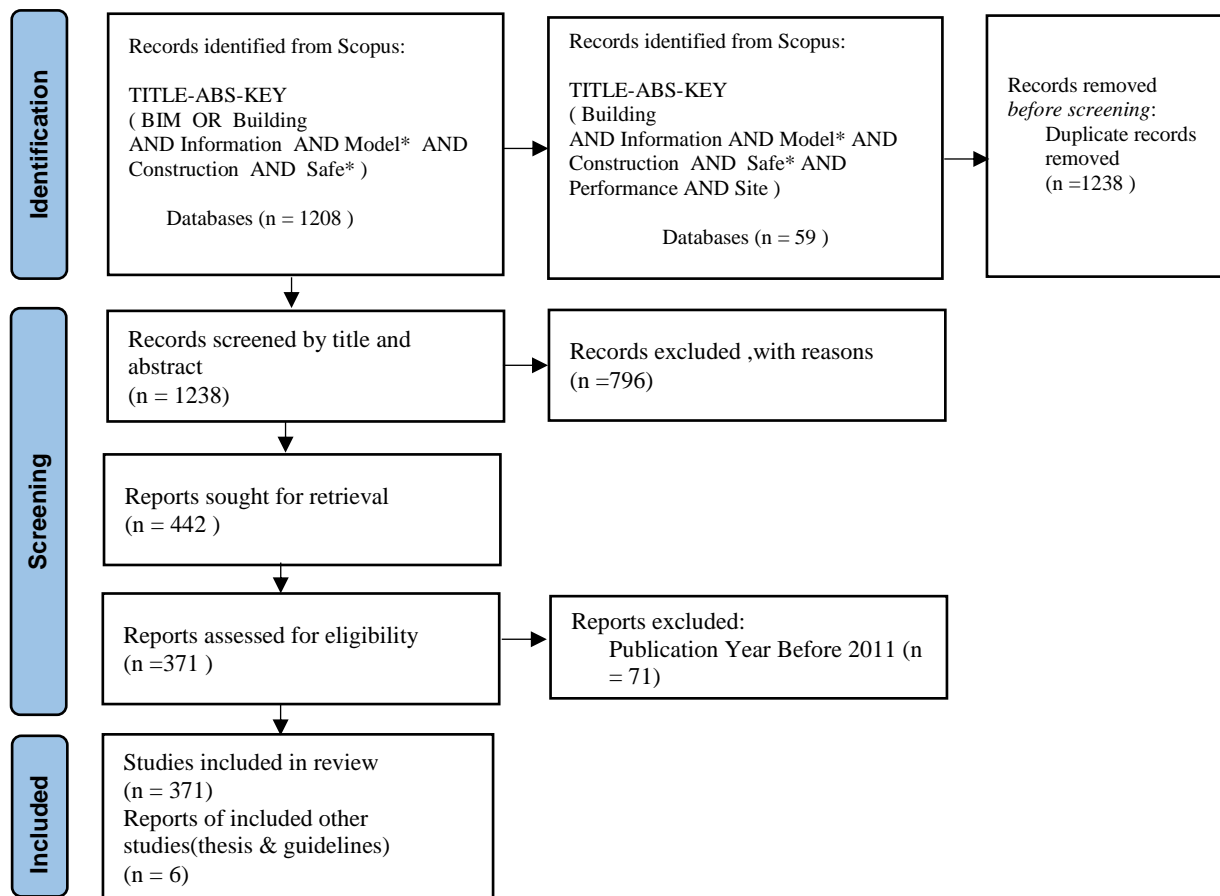 Identification
Records identified from Scopus:
TITLE-ABS-KEY
( BIM OR Building
AND Information AND Model* AND
Construction AND Safe* )
Databases (n = 1208 )
Records identified from Scopus:
TITLE-ABS-KEY
( Building
AND Information AND Model* AND
Construction AND Safe* AND
Performance AND Site )
Databases (n = 59 )
Records removed
before screening:
Duplicate records
removed
(n =1238 )
Screening
Records screened by title and
abstract
(n = 1238)
Records excluded ,with reasons
(n =796)
Reports sought for retrieval
(n = 442 )
Reports assessed for eligibility
(n =371 )
Reports excluded:
Publication Year Before 2011 (n
= 71)
Included
Studies included in review
(n = 371)
Reports of included other
studies(thesis & guidelines)
(n = 6)